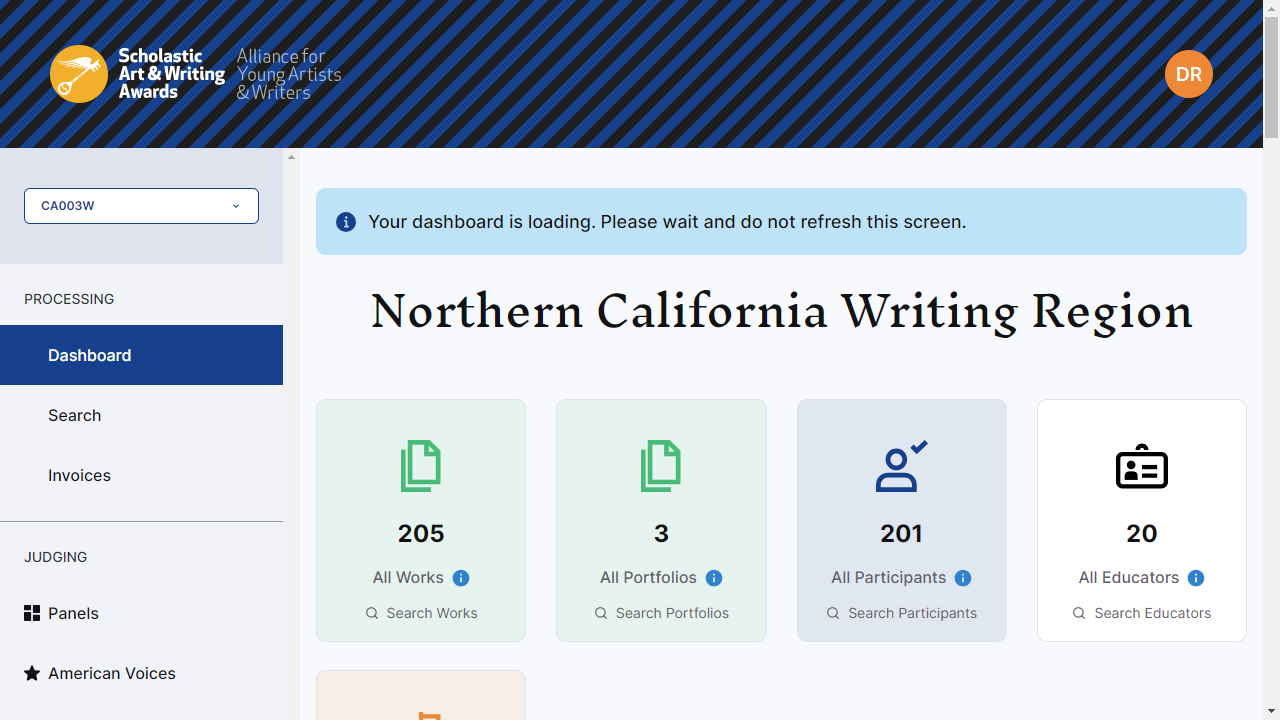 Scholastic
Art & Writing
Awards
Alliance for
Young Artists
& Writers
DR
CA003W
Your dashboard is loading. Please wait and do not refresh this screen.
PROCESSING
Dashboard
Search
Invoices
JUDGING
Panels
American Voices
Northern California Writing Region
205
All Works
Search Works
3
All Portfolios
Search Portfolios
201
All Participants
Search Participants
20
All Educators
Search Educators